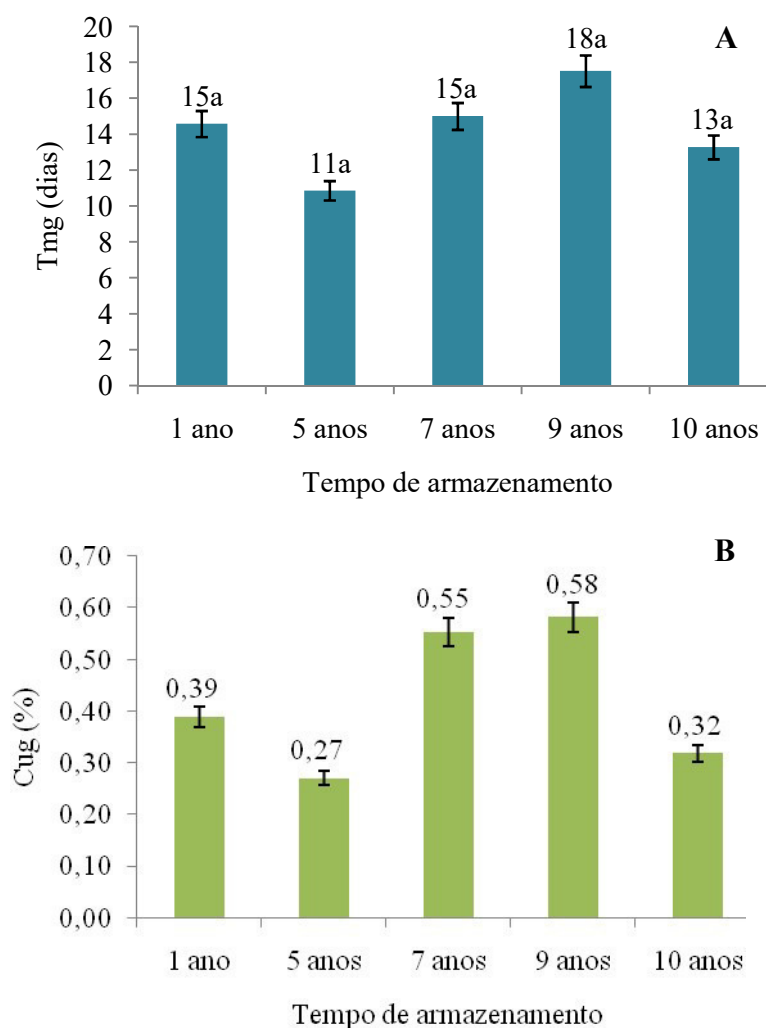 A
20
18
16
14
12
10
8
6
4
2
0
Tmg (dias)
15a
11a
15a
18a
13a
1 ano 5 anos 7 anos 9 anos 10 anos
Tempo de armazenamento
B
0,70
0,60
0,50
0,40
0,30
0,20
0,10
0,00
Cug (%)
0,39
0,27
0,55
0,58
0,32
1 ano 5 anos 7 anos 9 anos 10 anos
Tempo de armazenamento